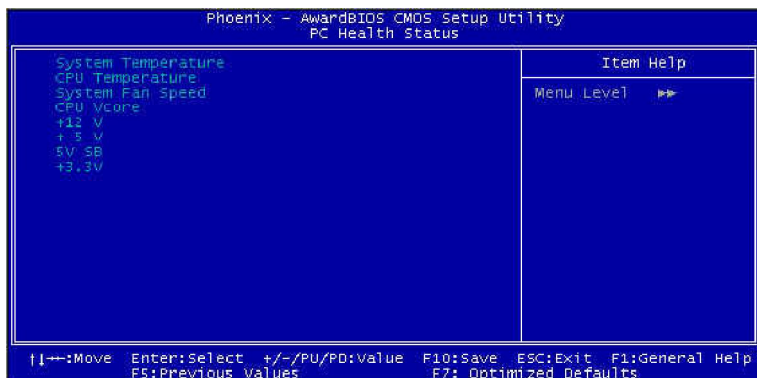 Phoenix - AwardBIOS CMOS Setup Utility
PC Health Status
System Temperature
CPU Temperature
System Fan Speed
CPU Vcore
+12 V
+ 5 V
5V SB
+3.3V
Item Help
Menu Level ▶▶
↑↓→←:Move Enter:Select +/-/PU/PD:Value F10:Save ESC:Exit F1:General Help
F5:Previous Values F7: Optimized Defaults